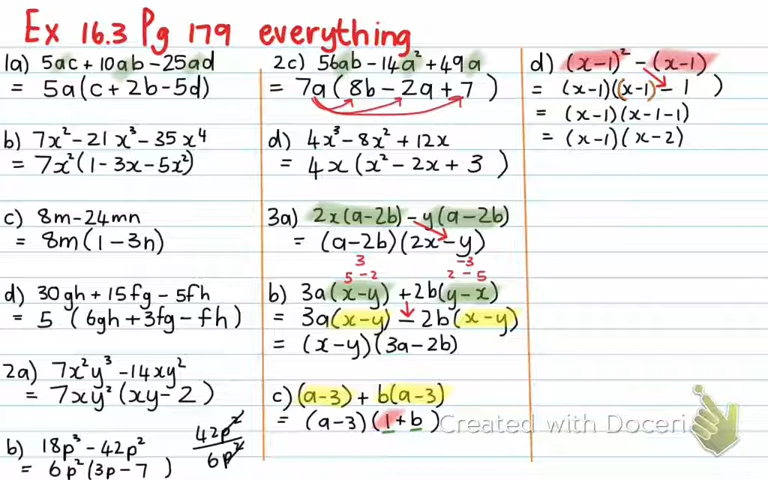 Ex 16.3 Pg 179 everything
1a) 5ac + 10ab - 25ad
= 5a(c + 2b - 5d)
b) 7x² - 21x³ - 35x⁴
= 7x²(1 - 3x - 5x²)
c) 8m - 24mn
= 8m(1 - 3n)
d) 30gh + 15fg - 5fh
= 5 (6gh + 3fg - fh)
2a) 7x²y³ - 14xy²
= 7xy²(xy - 2)
b) 18p³ - 42p²
= 6p²(3p - 7)
42p²
6p²
2c) 56ab - 14a² + 49a
= 7a(8b - 2a + 7)
d) 4x³ - 8x² + 12x
= 4x(x² - 2x + 3)
3a) 2x(a-2b) - y(a-2b)
= (a-2b)(2x-y)
3 -3
5-2 2-5
b) 3a(x-y) + 2b(y-x)
= 3a(x-y) - 2b(x-y)
= (x-y)(3a-2b)
c) (a-3) + b(a-3)
= (a-3)(1+b)
d) (x-1)² - (x-1)
= (x-1)((x-1) - 1)
= (x-1)(x-1-1)
= (x-1)(x-2)
Created with Doceri